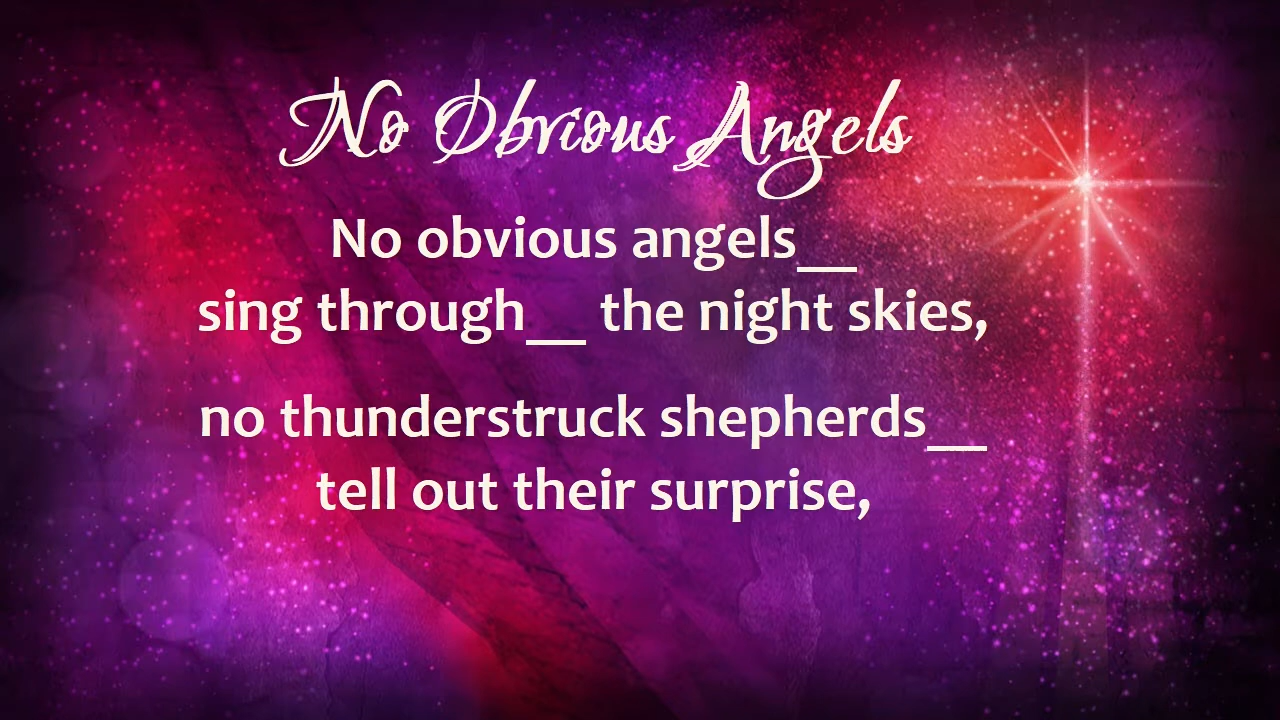 No Obvious Angels
No obvious angels__
sing through__ the night skies,
no thunderstruck shepherds__
tell out their surprise,